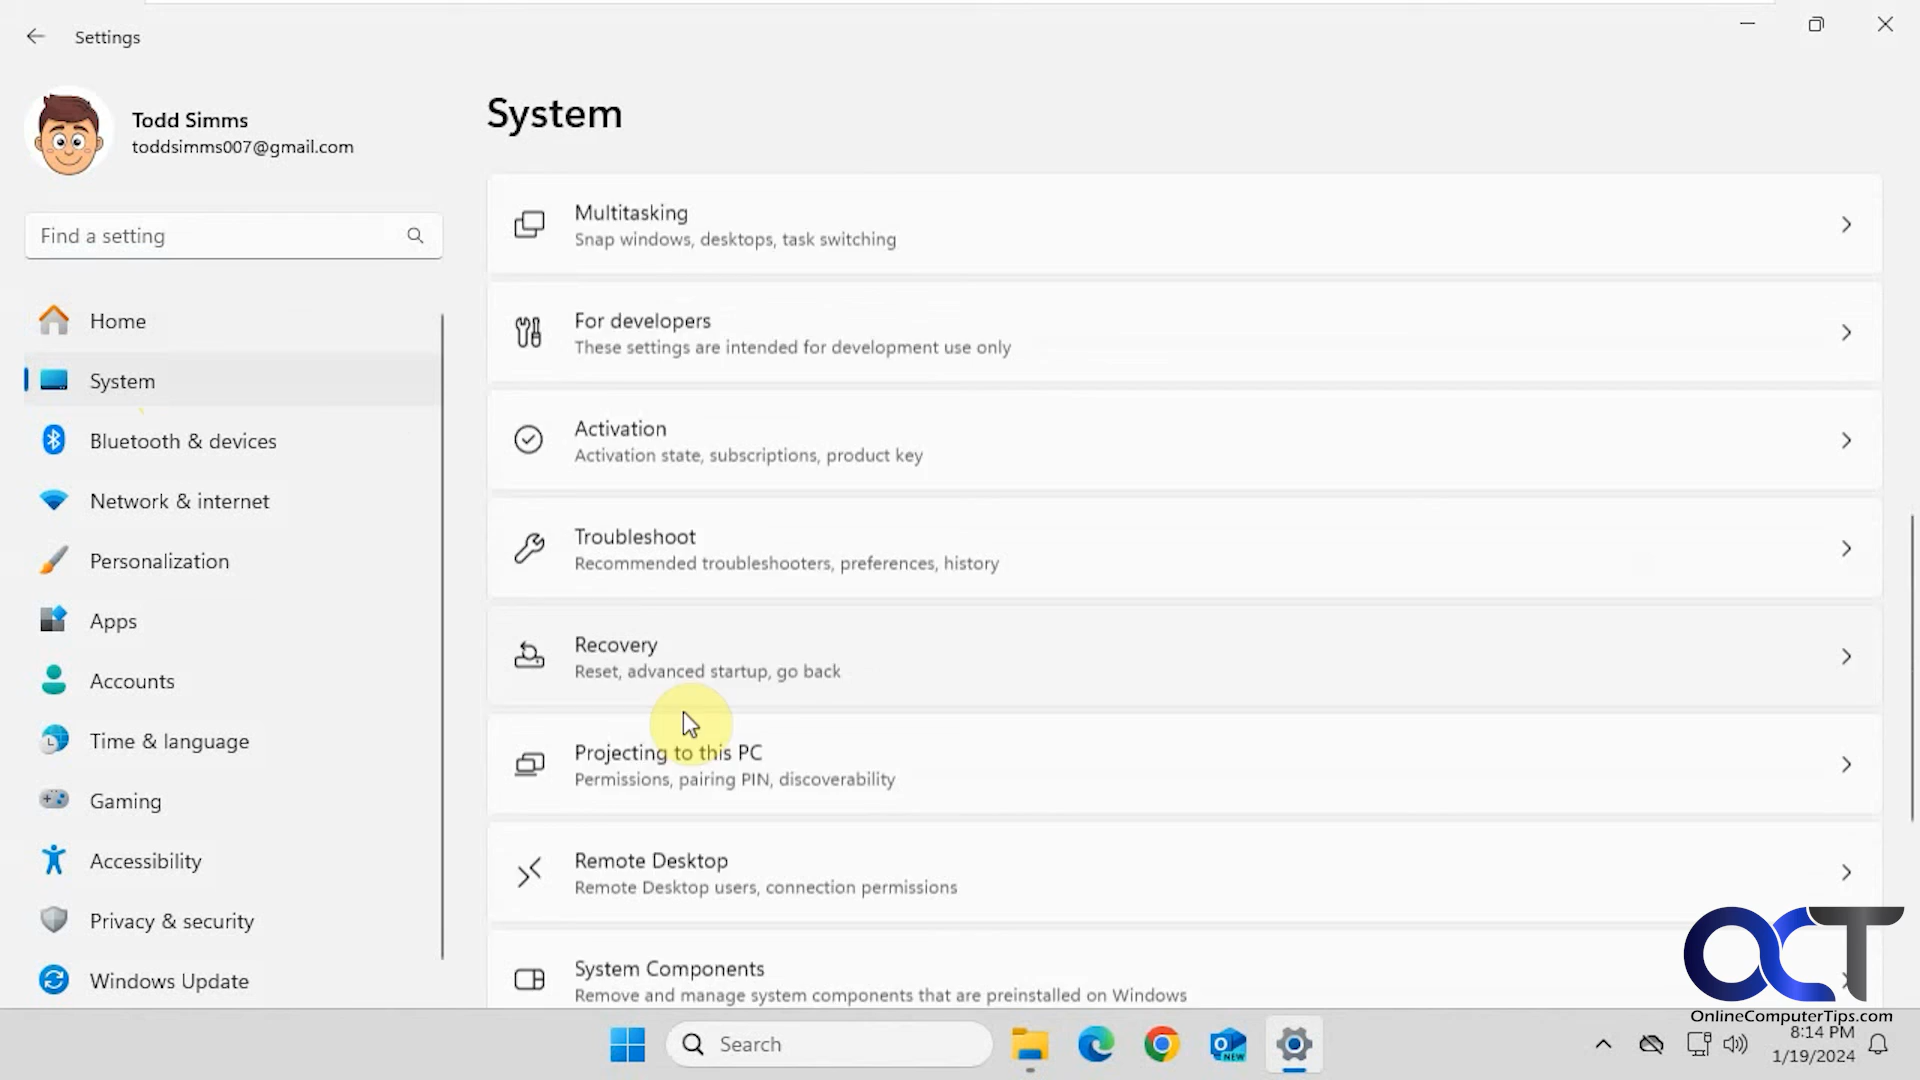 Settings
Todd Simms
toddsimms007@gmail.com
Find a setting
Home
System
Bluetooth & devices
Network & internet
Personalization
Apps
Accounts
Time & language
Gaming
Accessibility
Privacy & security
Windows Update
System
Multitasking
Snap windows, desktops, task switching
For developers
These settings are intended for development use only
Activation
Activation state, subscriptions, product key
Troubleshoot
Recommended troubleshooters, preferences, history
Recovery
Reset, advanced startup, go back
Projecting to this PC
Permissions, pairing PIN, discoverability
Remote Desktop
Remote Desktop users, connection permissions
System Components
Remove and manage system components that are preinstalled on Windows
OCT
OnlineComputerTips.com
Search
NEW
8:14 PM
1/19/2024